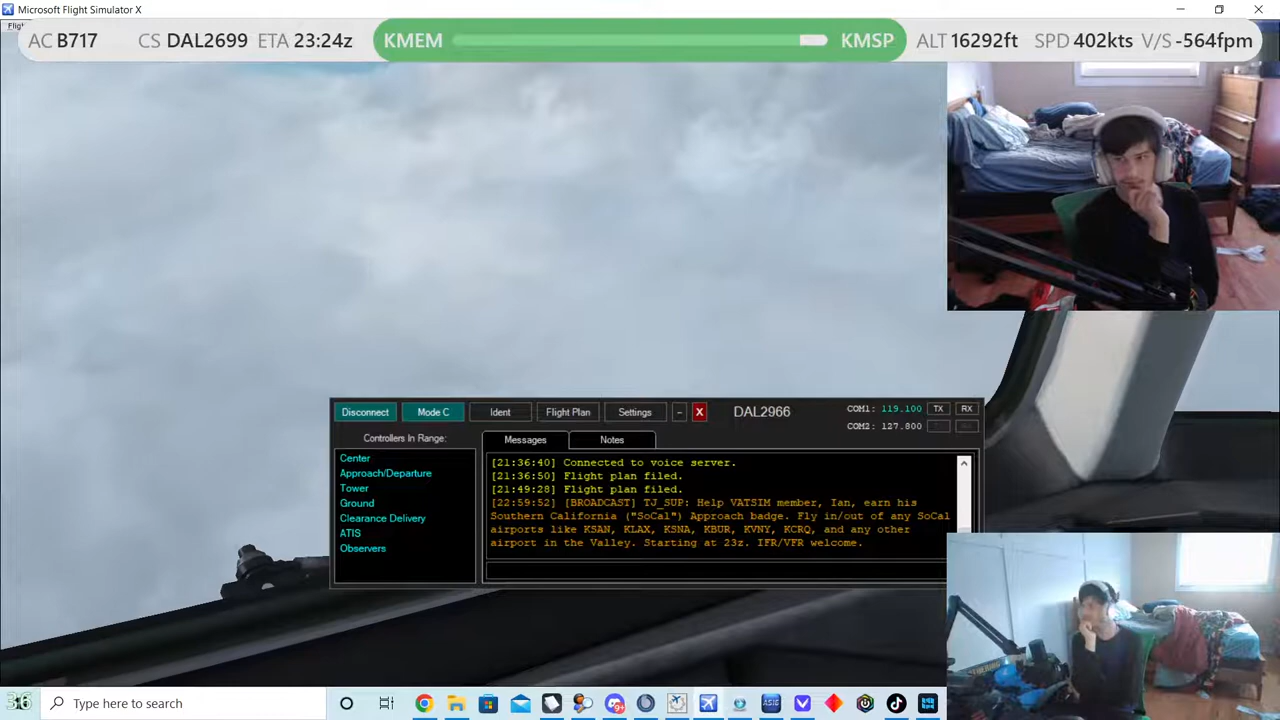 Microsoft Flight Simulator X
AC B717 CS DAL2699 ETA 23:24z KMEM KMSP ALT 16292ft SPD 402kts V/S -564fpm
Disconnect Mode C Ident Flight Plan Settings – X DAL2966 COM1: 119.100 TX RX
COM2: 127.800
Controllers In Range:
Messages Notes
Center
Approach/Departure
Tower
Ground
Clearance Delivery
ATIS
Observers
[21:36:40] Connected to voice server.
[21:36:50] Flight plan filed.
[21:49:28] Flight plan filed.
[22:59:52] [BROADCAST] TJ_SUP: Help VATSIM member, Ian, earn his
Southern California ("SoCal") Approach badge. Fly in/out of any SoCal
airports like KSAN, KLAX, KSNA, KBUR, KVNY, KCRQ, and any other
airport in the Valley. Starting at 23z. IFR/VFR welcome.
Type here to search